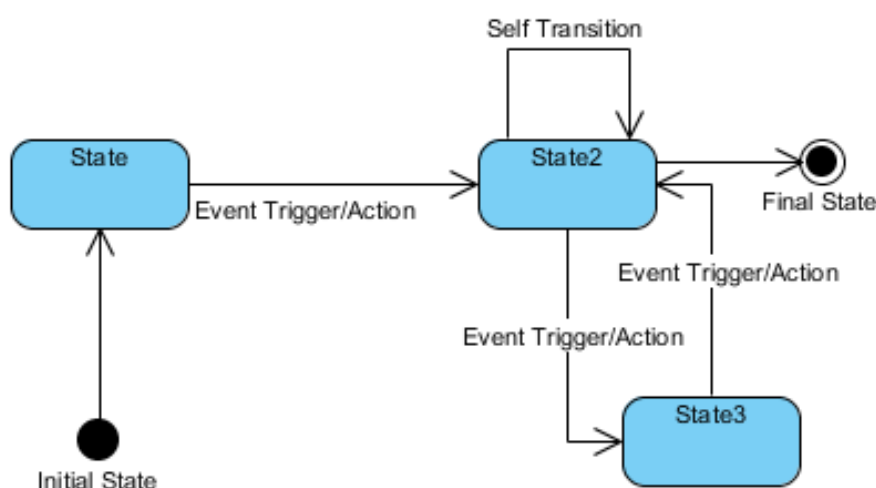 Self Transition
State
State2
Event Trigger/Action
Final State
Event Trigger/Action
Event Trigger/Action
State3
Initial State